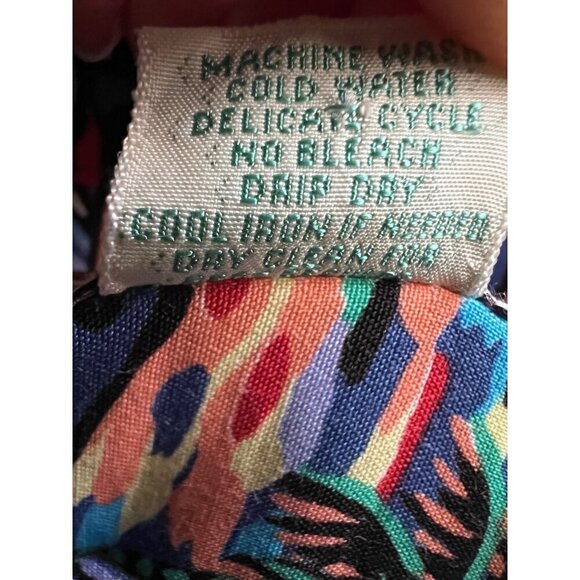 MACHINE WASH
COLD WATER
DELICATE CYCLE
NO BLEACH
DRIP DRY
COOL IRON IF NEEDED
DRY CLEAN FOR